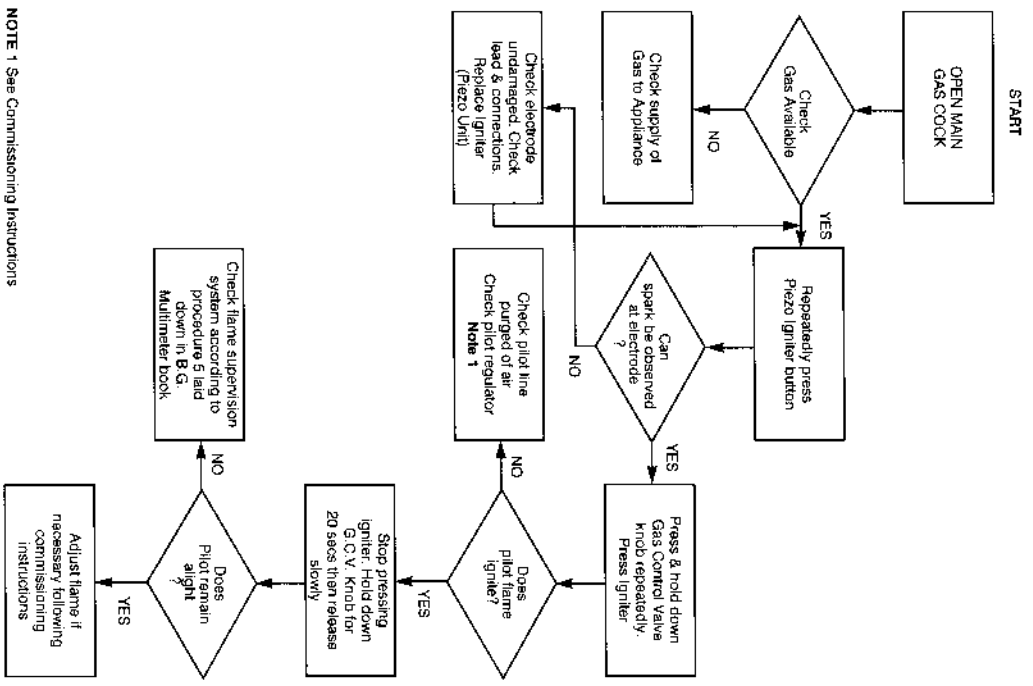 START
OPEN MAIN
GAS COCK
Check
Gas Available
NO
YES
Check supply of
Gas to Appliance
Repeatedly press
Piezo Igniter button
Can
spark be observed
at electrode
?
NO
YES
Check electrode
undamaged. Check
lead & connections.
Replace Igniter
(Piezo Unit)
Press & hold down
Gas Control Valve
knob repeatedly.
Press Igniter
Does
pilot flame
ignite?
NO
YES
Check pilot line
purged of air
Check pilot regulator
Note 1
Stop pressing
igniter. Hold down
G.C.V. Knob for
20 secs then release
slowly
Does
Pilot remain
alight
?
NO
YES
Check flame supervision
system according to
procedure 5 laid
down in B.G.
Multimeter book
Adjust flame if
necessary following
commissioning
instructions
NOTE 1 See Commissioning Instructions